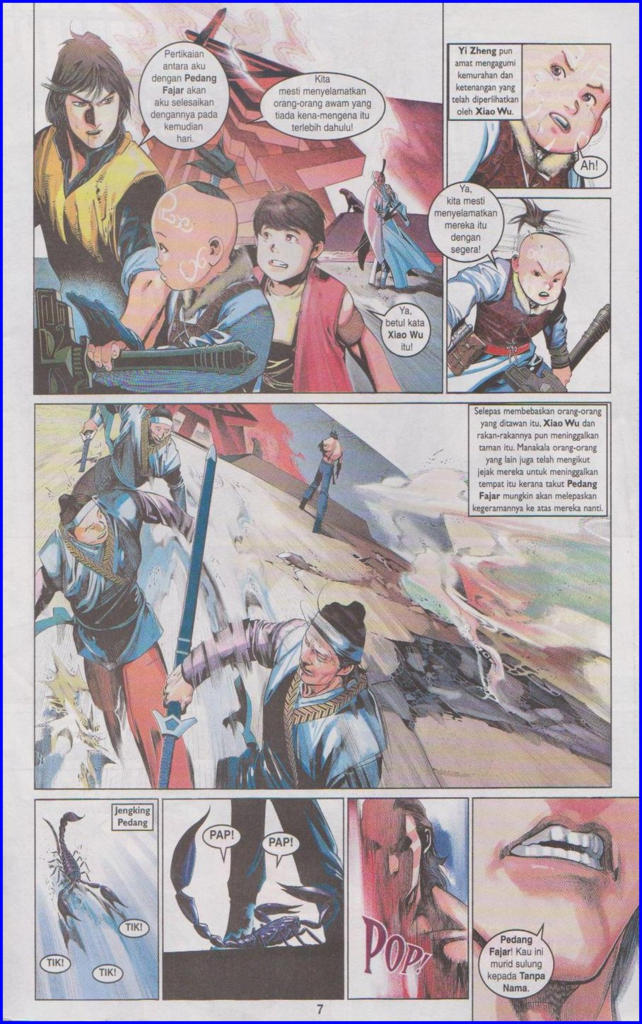 Pertikaian
antara aku
dengan Pedang
Fajar akan
aku selesaikan
dengannya pada
kemudian
hari.
Kita
mesti menyelamatkan
orang-orang awam yang
tiada kena-mengena itu
terlebih dahulu!
Ya,
betul kata
Xiao Wu
itu!
Yi Zheng pun
amat mengagumi
kemurahan dan
ketenangan yang
telah diperlihatkan
oleh Xiao Wu.
Ah!
Ya,
kita mesti
menyelamatkan
mereka itu
dengan
segera!
Selepas membebaskan orang-orang
yang ditawan itu, Xiao Wu dan
rakan-rakannya pun meninggalkan
taman itu. Manakala orang-orang
yang lain juga telah mengikut
jejak mereka untuk meninggalkan
tempat itu kerana takut Pedang
Fajar mungkin akan melepaskan
kegeramannya ke atas mereka nanti.
Jengking
Pedang
TIK!
TIK!
TIK!
PAP!
PAP!
POP!
Pedang
Fajar! Kau ini
murid sulung
kepada Tanpa
Nama.
7